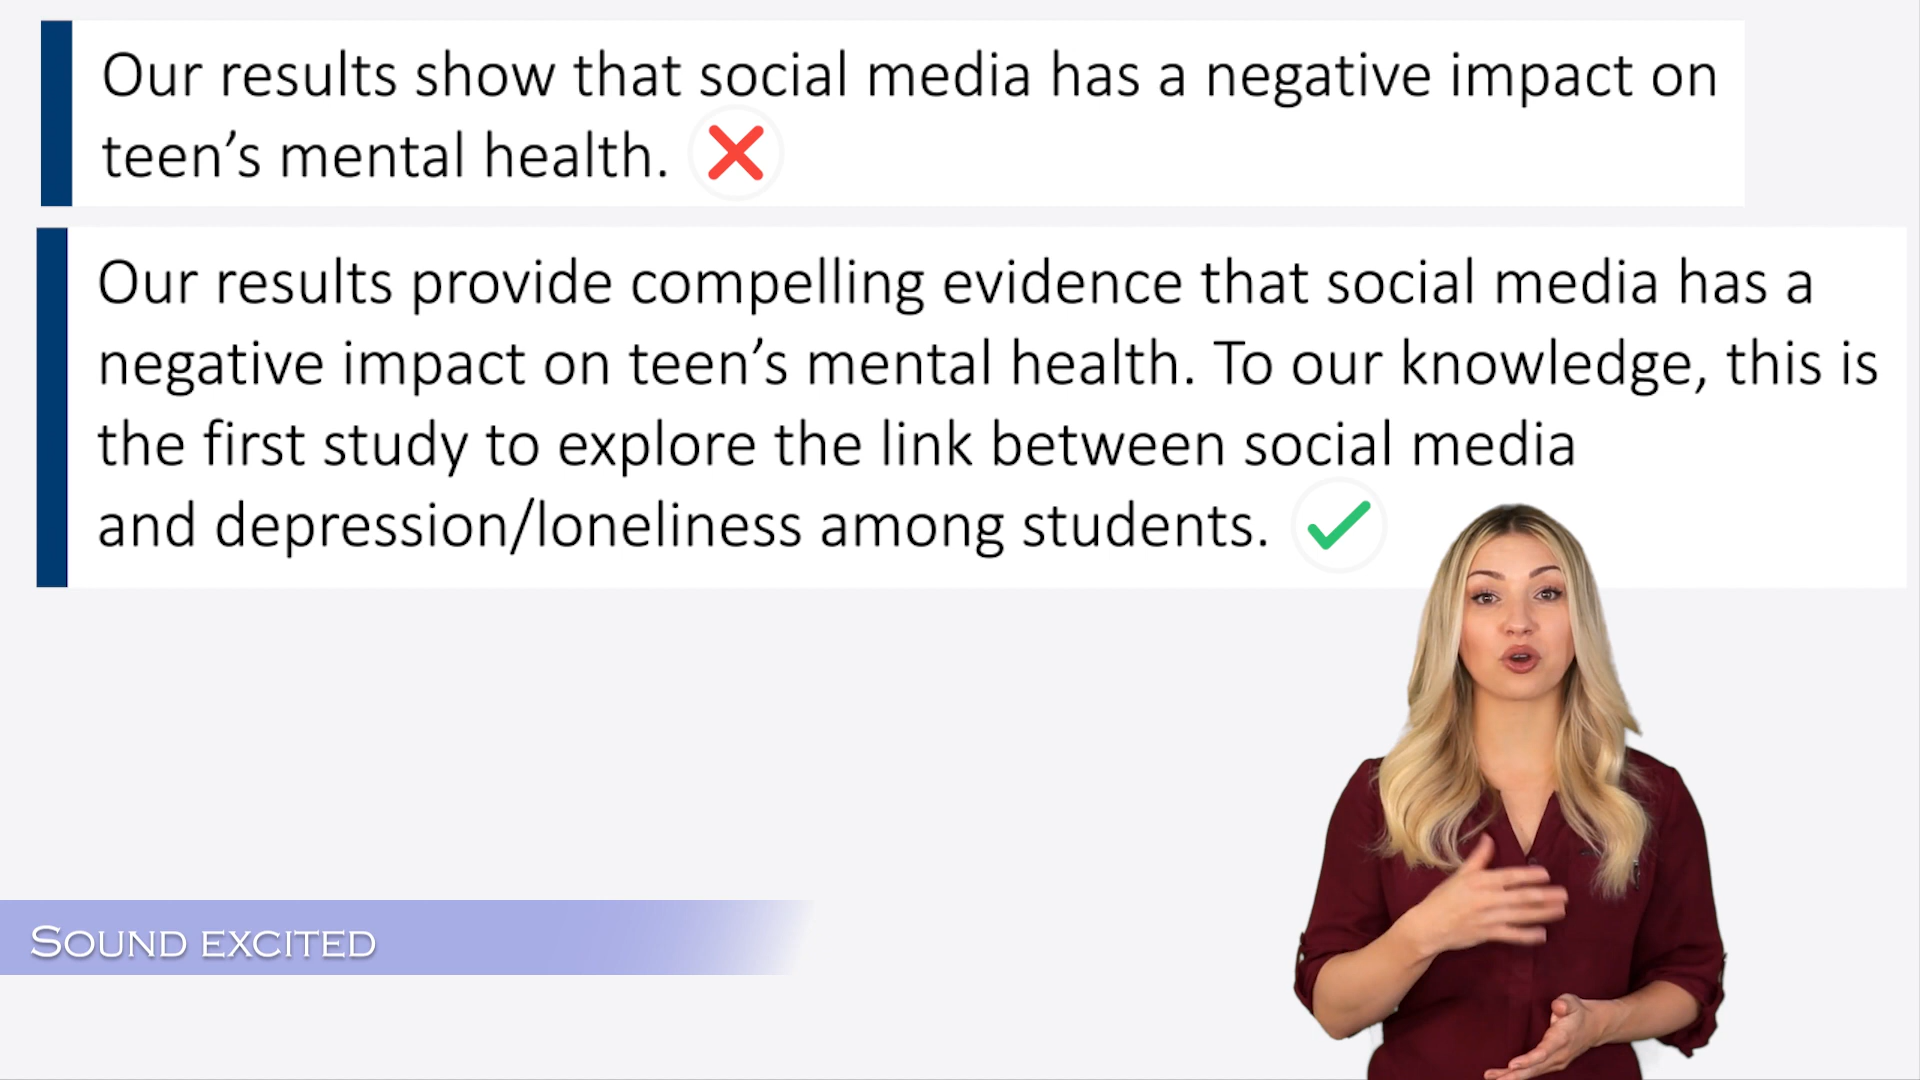 Our results show that social media has a negative impact on
teen’s mental health.
Our results provide compelling evidence that social media has a
negative impact on teen’s mental health. To our knowledge, this is
the first study to explore the link between social media
and depression/loneliness among students.
Sound excited